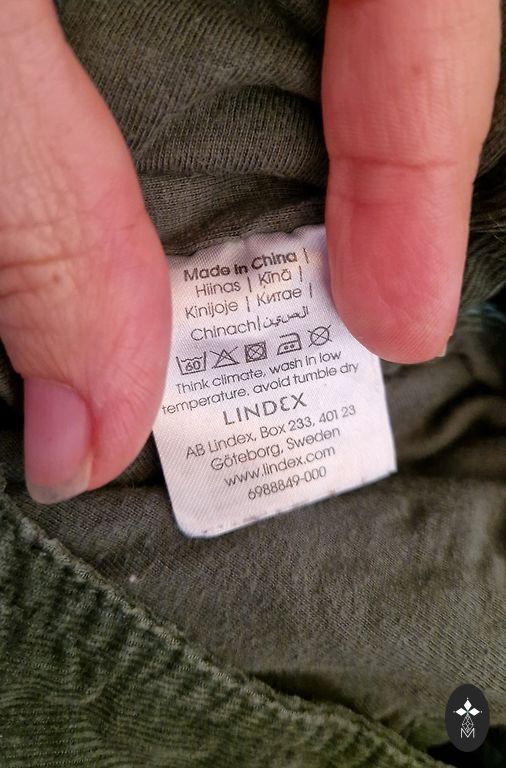 Made in China |
Hiinas | Ķīnā |
Kinijoje | Китае |
Chinach | الصين
60
Think climate, wash in low
temperature, avoid tumble dry
LINDEX
AB Lindex, Box 233, 401 23
Göteborg, Sweden
www.lindex.com
6988849-000
M